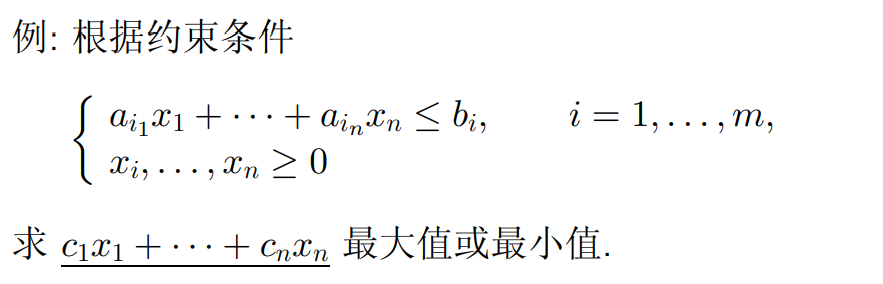 例: 根据约束条件
a_{i_1}x_1 + ··· + a_{i_n}x_n ≤ b_i, i = 1, . . . , m,
x_i, . . . , x_n ≥ 0
求 c_1x_1 + ··· + c_nx_n 最大值或最小值.